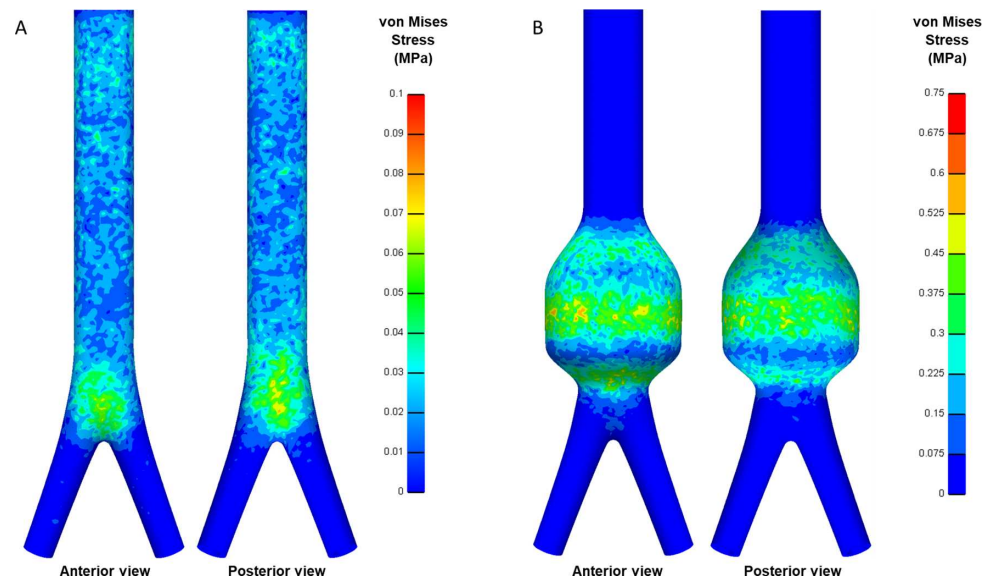 A
von Mises
Stress
(MPa)
0.1
0.09
0.08
0.07
0.06
0.05
0.04
0.03
0.02
0.01
0
Anterior view
Posterior view
B
von Mises
Stress
(MPa)
0.75
0.675
0.6
0.525
0.45
0.375
0.3
0.225
0.15
0.075
0
Anterior view
Posterior view